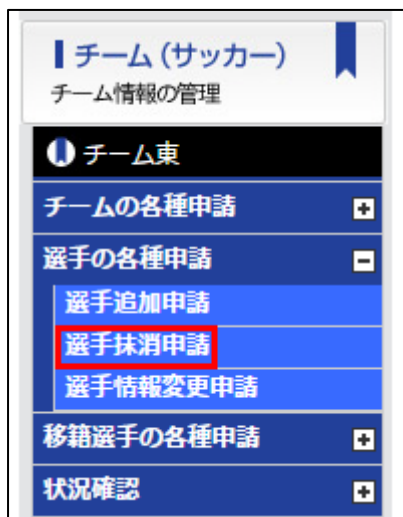 チーム（サッカー）
チーム情報の管理
チーム東
チームの各種申請
選手の各種申請
選手追加申請
選手抹消申請
選手情報変更申請
移籍選手の各種申請
状況確認